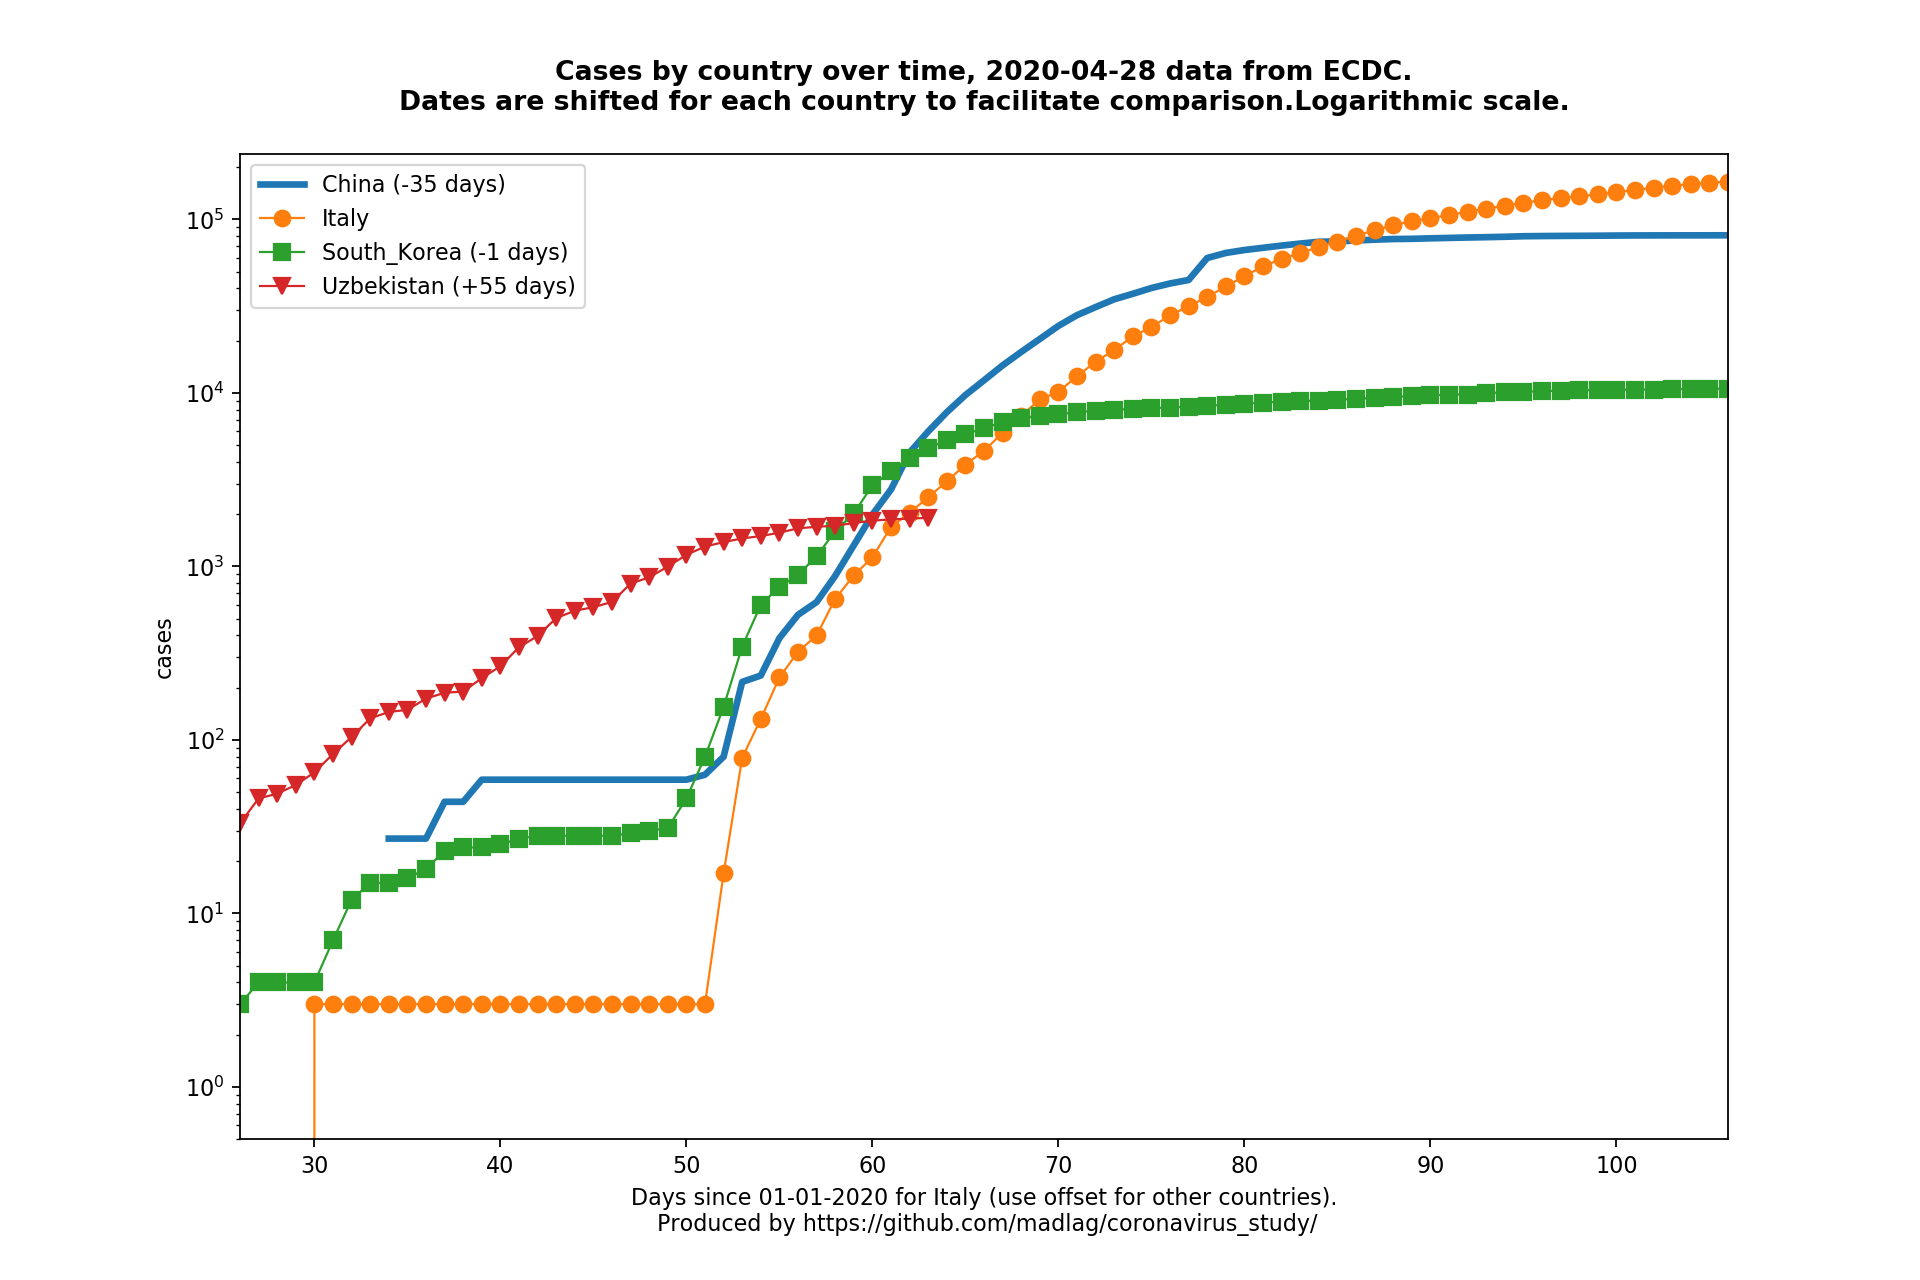 Cases by country over time, 2020-04-28 data from ECDC.
Dates are shifted for each country to facilitate comparison.Logarithmic scale.
China (-35 days)
Italy
South_Korea (-1 days)
Uzbekistan (+55 days)
10⁵
10⁴
10³
10²
10¹
10⁰
cases
30 40 50 60 70 80 90 100
Days since 01-01-2020 for Italy (use offset for other countries).
Produced by https://github.com/madlag/coronavirus_study/